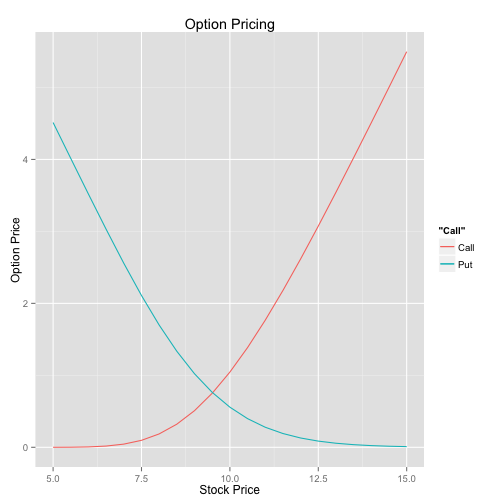 Option Pricing
Option Price
4
2
0
5.0 7.5 10.0 12.5 15.0
Stock Price
"Call"
Call
Put